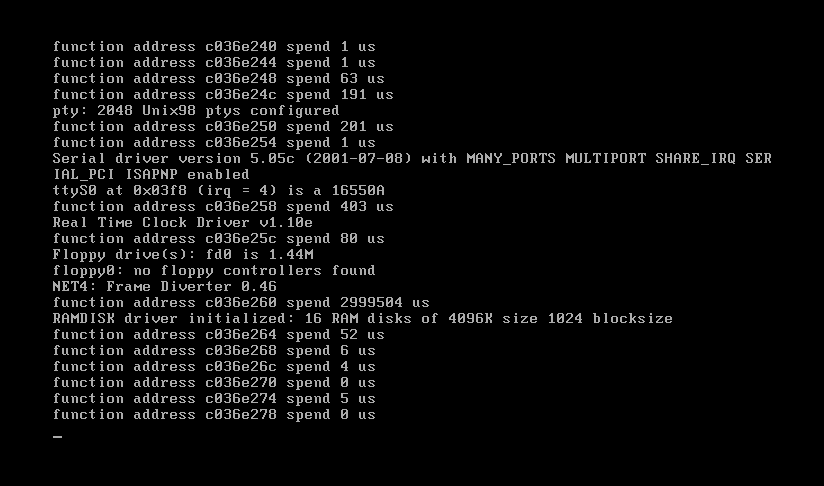 function address c036e240 spend 1 us
function address c036e244 spend 1 us
function address c036e248 spend 63 us
function address c036e24c spend 191 us
pty: 2048 Unix98 ptys configured
function address c036e250 spend 201 us
function address c036e254 spend 1 us
Serial driver version 5.05c (2001-07-08) with MANY_PORTS MULTIPORT SHARE_IRQ SER
IAL_PCI ISAPNP enabled
ttyS0 at 0x03f8 (irq = 4) is a 16550A
function address c036e258 spend 403 us
Real Time Clock Driver v1.10e
function address c036e25c spend 80 us
Floppy drive(s): fd0 is 1.44M
floppy0: no floppy controllers found
NET4: Frame Diverter 0.46
function address c036e260 spend 2999504 us
RAMDISK driver initialized: 16 RAM disks of 4096K size 1024 blocksize
function address c036e264 spend 52 us
function address c036e268 spend 6 us
function address c036e26c spend 4 us
function address c036e270 spend 0 us
function address c036e274 spend 5 us
function address c036e278 spend 0 us
_